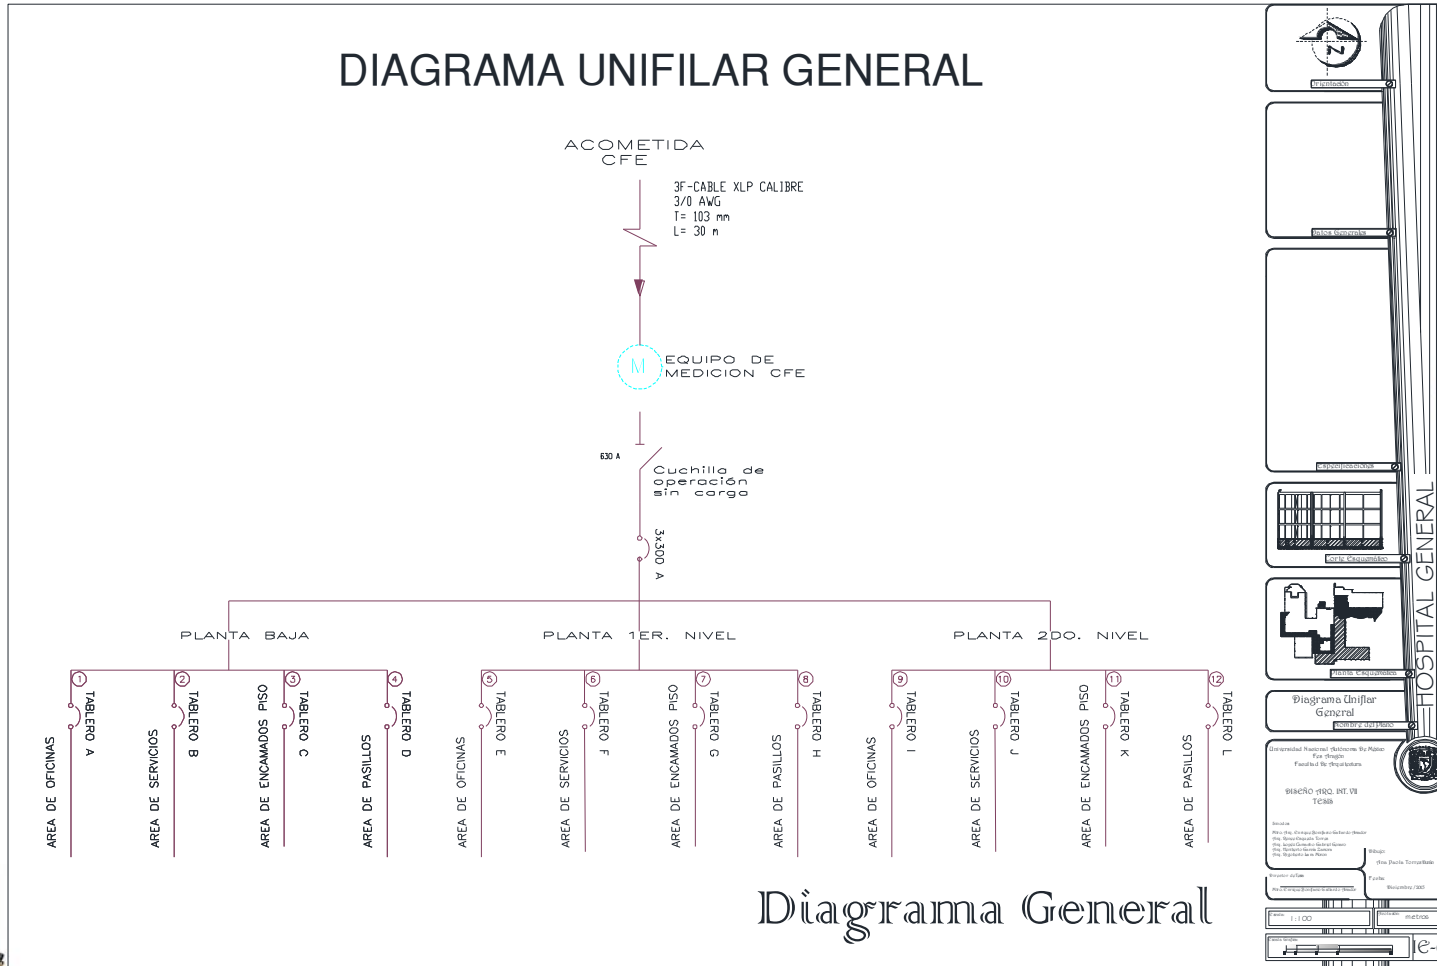 DIAGRAMA UNIFILAR GENERAL
ACOMETIDA
CFE
3F-CABLE XLP CALIBRE
3/0 AWG
T= 103 mm
L= 30 m
M
EQUIPO DE
MEDICION CFE
630 A
Cuchilla de
operación
sin carga
3x300 A
PLANTA BAJA
PLANTA 1ER. NIVEL
PLANTA 2DO. NIVEL
1
TABLERO A
AREA DE OFICINAS
2
TABLERO B
AREA DE SERVICIOS
3
TABLERO C
AREA DE ENCAMADOS PISO
4
TABLERO D
AREA DE PASILLOS
5
TABLERO E
AREA DE OFICINAS
6
TABLERO F
AREA DE SERVICIOS
7
TABLERO G
AREA DE ENCAMADOS PISO
8
TABLERO H
AREA DE PASILLOS
9
TABLERO I
AREA DE OFICINAS
10
TABLERO J
AREA DE SERVICIOS
11
TABLERO K
AREA DE ENCAMADOS PISO
12
TABLERO L
AREA DE PASILLOS
Diagrama General
N
Orientación
Datos Generales
Especificaciones
Corte Esquemático
Planta Esquemática
HOSPITAL GENERAL
Diagrama Unifilar
General
Nombre del Plano
Universidad Nacional Autónoma De México
Fes Aragón
Facultad De Arquitectura
DISEÑO ARQ. INT. VII
TESIS
Dibujo:
Fecha:
1:100
metros
IE-